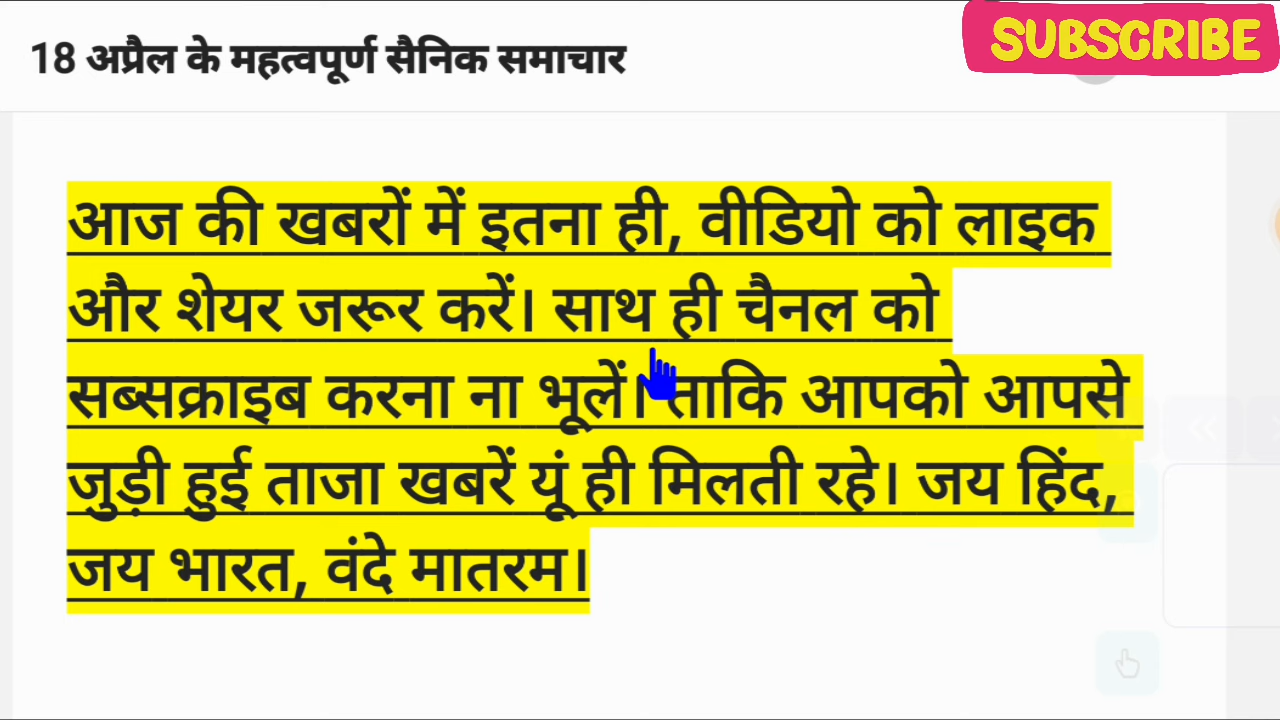 18 अप्रैल के महत्वपूर्ण सैनिक समाचार
SUBSCRIBE
आज की खबरों में इतना ही, वीडियो को लाइक
और शेयर जरूर करें। साथ ही चैनल को
सब्सक्राइब करना ना भूलें। ताकि आपको आपसे
जुड़ी हुई ताजा खबरें यूं ही मिलती रहे। जय हिंद,
जय भारत, वंदे मातरम।